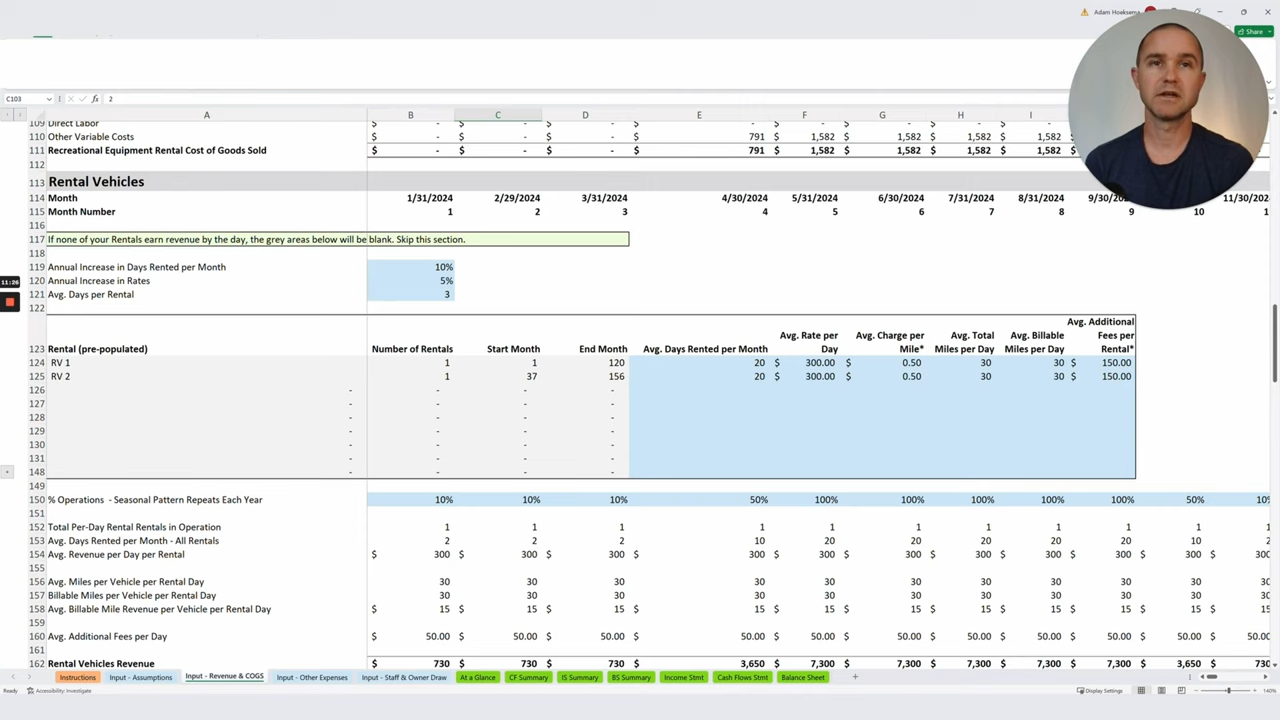 Adam Hoeksema
Share
C103 fx 2
A B C D E F G H I
109 Direct Labor $ - $ - $ - $ - - - - -
110 Other Variable Costs $ - $ - $ - $ 791 1,582 1,582 1,582 1,582
111 Recreational Equipment Rental Cost of Goods Sold $ - $ - $ - $ 791 $ 1,582 $ 1,582 $ 1,582 $ 1,582 $
112
113 Rental Vehicles
114 Month 1/31/2024 2/29/2024 3/31/2024 4/30/2024 5/31/2024 6/30/2024 7/31/2024 8/31/2024 9/30/20 11/30/20
115 Month Number 1 2 3 4 5 6 7 8 9 10 1
116
117 If none of your Rentals earn revenue by the day, the grey areas below will be blank. Skip this section.
118
119 Annual Increase in Days Rented per Month 10%
120 Annual Increase in Rates 5%
11:26
121 Avg. Days per Rental 3
122
123 Rental (pre-populated) Number of Rentals Start Month End Month Avg. Days Rented per Month Avg. Rate per Day Avg. Charge per Mile* Avg. Total Miles per Day Avg. Billable Miles per Day Avg. Additional Fees per Rental*
124 RV 1 1 1 120 20 $ 300.00 $ 0.50 30 30 $ 150.00
125 RV 2 1 37 156 20 $ 300.00 $ 0.50 30 30 $ 150.00
126 - - - -
127 - - - -
128 - - - -
129 - - - -
130 - - - -
131 - - - -
148 - - - -
149
150 % Operations - Seasonal Pattern Repeats Each Year 10% 10% 10% 50% 100% 100% 100% 100% 100% 50% 10%
151
152 Total Per-Day Rental Rentals in Operation 1 1 1 1 1 1 1 1 1 1
153 Avg. Days Rented per Month - All Rentals 2 2 2 10 20 20 20 20 20 10 2
154 Avg. Revenue per Day per Rental $ 300 $ 300 $ 300 $ 300 $ 300 $ 300 $ 300 $ 300 $ 300 $ 300 $ 300
155
156 Avg. Miles per Vehicle per Rental Day 30 30 30 30 30 30 30 30 30 30 30
157 Billable Miles per Vehicle per Rental Day 30 30 30 30 30 30 30 30 30 30 30
158 Avg. Billable Mile Revenue per Vehicle per Rental Day $ 15 $ 15 $ 15 $ 15 $ 15 $ 15 $ 15 $ 15 $ 15 $ 15 $ 15
159
160 Avg. Additional Fees per Day $ 50.00 $ 50.00 $ 50.00 $ 50.00 $ 50.00 $ 50.00 $ 50.00 $ 50.00 $ 50.00 $ 50.00 $ 50.0
161
162 Rental Vehicles Revenue $ 730 $ 730 $ 730 $ 3,650 $ 7,300 $ 7,300 $ 7,300 $ 7,300 $ 7,300 $ 3,650 $ 730
Instructions Input - Assumptions Input - Revenue & COGS Input - Other Expenses Input - Staff & Owner Draw At a Glance CF Summary IS Summary BS Summary Income Stmt Cash Flows Stmt Balance Sheet +
Ready Accessibility: Investigate Display Settings 140%